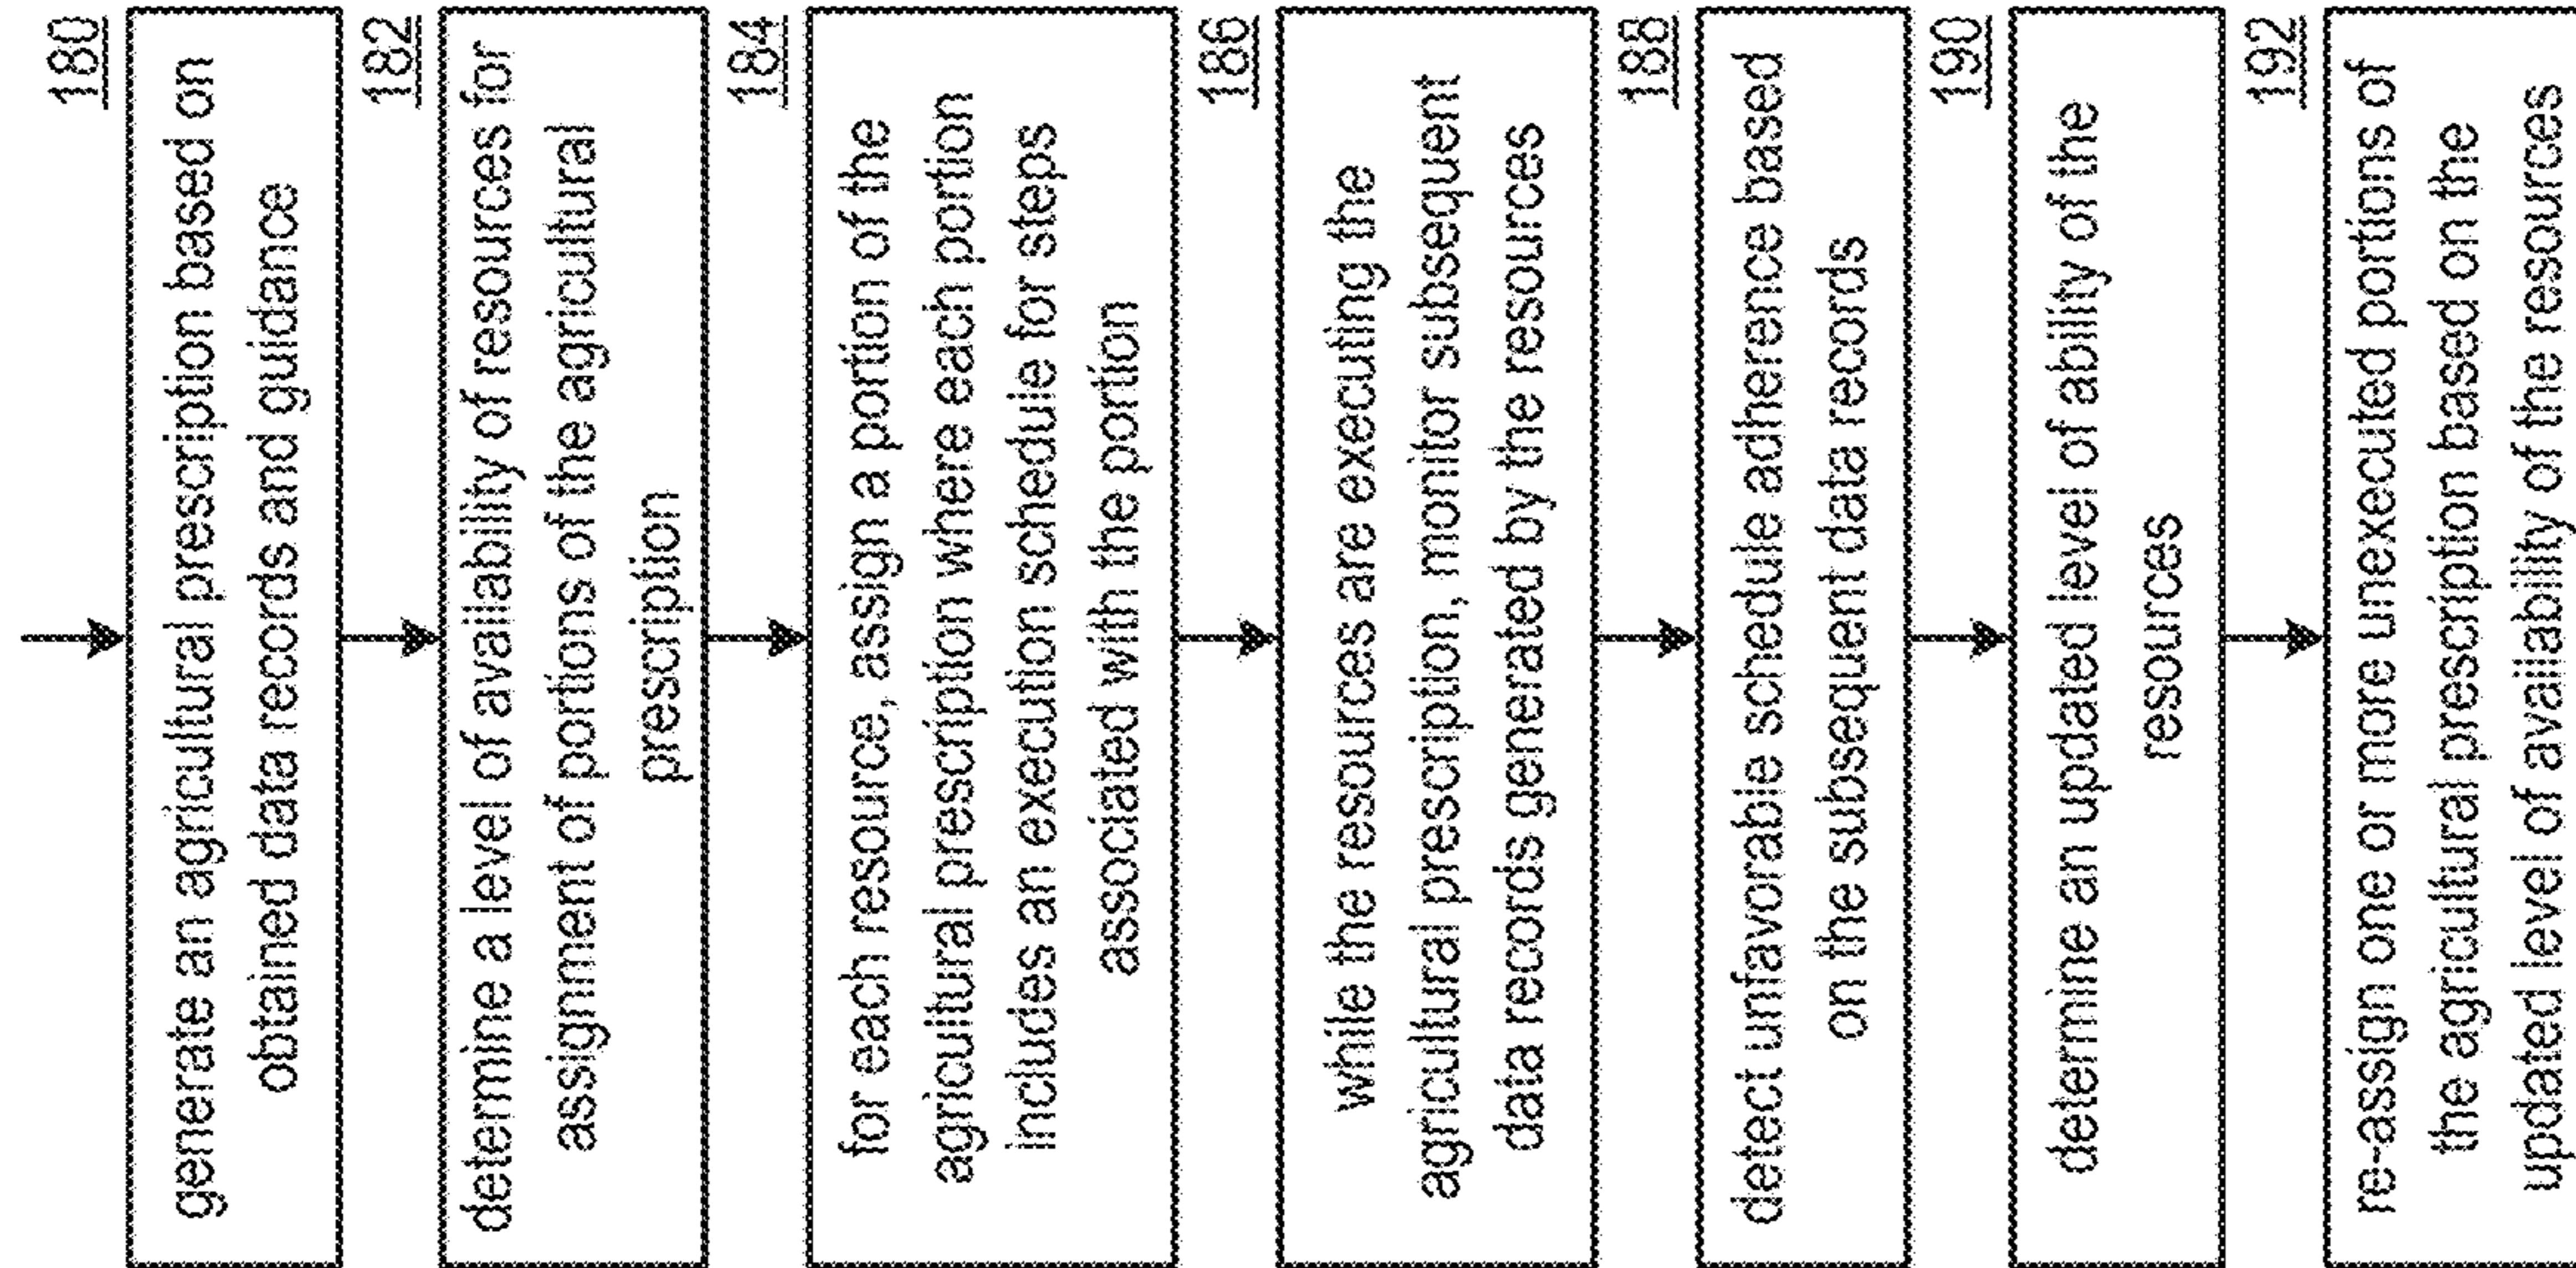 180
generate an agricultural prescription based on
obtained data records and guidance
182
determine a level of availability of resources for
assignment of portions of the agricultural
prescription
184
for each resource, assign a portion of the
agricultural prescription where each portion
includes an execution schedule for steps
associated with the portion
186
while the resources are executing the
agricultural prescription, monitor subsequent
data records generated by the resources
188
detect unfavorable schedule adherence based
on the subsequent data records
190
determine an updated level of ability of the
resources
192
re-assign one or more unexecuted portions of
the agricultural prescription based on the
updated level of availability of the resources